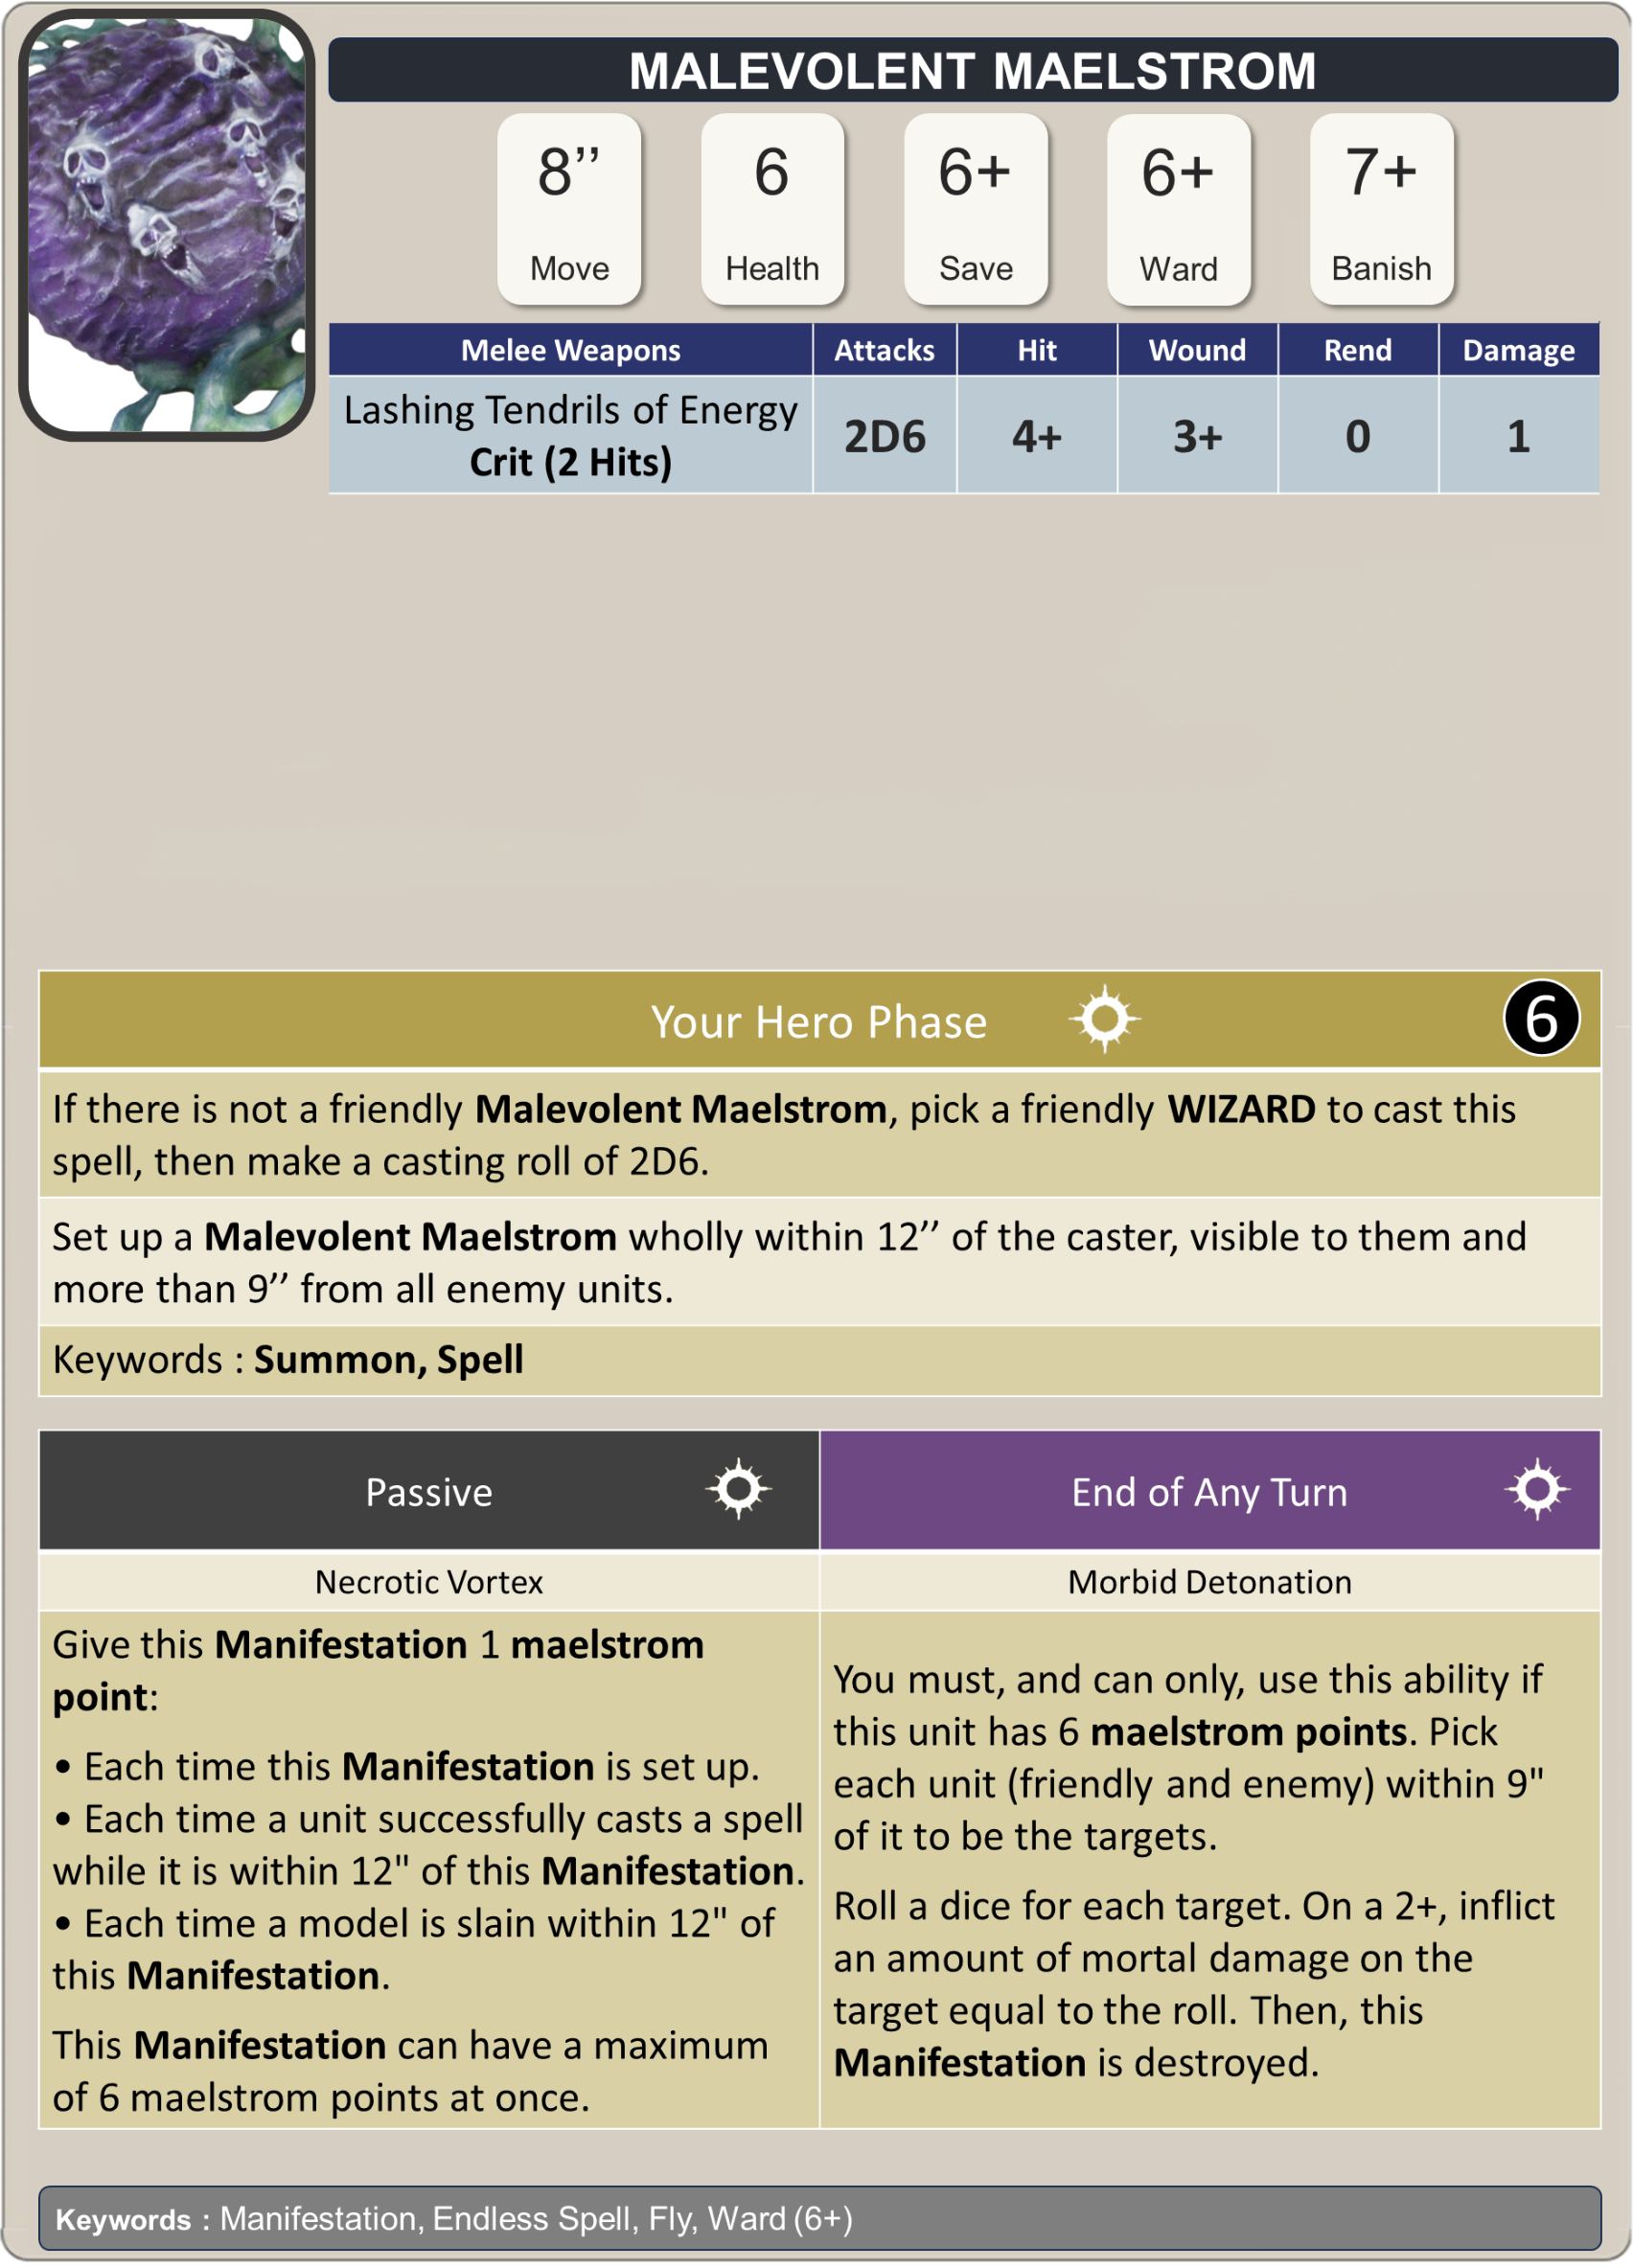 MALEVOLENT MAELSTROM
8’’ 6 6+ 6+ 7+
Move Health Save Ward Banish
Melee Weapons Attacks Hit Wound Rend Damage
Lashing Tendrils of Energy
Crit (2 Hits) 2D6 4+ 3+ 0 1
Your Hero Phase 6
If there is not a friendly Malevolent Maelstrom, pick a friendly WIZARD to cast this
spell, then make a casting roll of 2D6.
Set up a Malevolent Maelstrom wholly within 12’’ of the caster, visible to them and
more than 9’’ from all enemy units.
Keywords : Summon, Spell
Passive
Necrotic Vortex
Give this Manifestation 1 maelstrom
point:
• Each time this Manifestation is set up.
• Each time a unit successfully casts a spell
while it is within 12" of this Manifestation.
• Each time a model is slain within 12" of
this Manifestation.
This Manifestation can have a maximum
of 6 maelstrom points at once.
End of Any Turn
Morbid Detonation
You must, and can only, use this ability if
this unit has 6 maelstrom points. Pick
each unit (friendly and enemy) within 9"
of it to be the targets.
Roll a dice for each target. On a 2+, inflict
an amount of mortal damage on the
target equal to the roll. Then, this
Manifestation is destroyed.
Keywords : Manifestation, Endless Spell, Fly, Ward (6+)